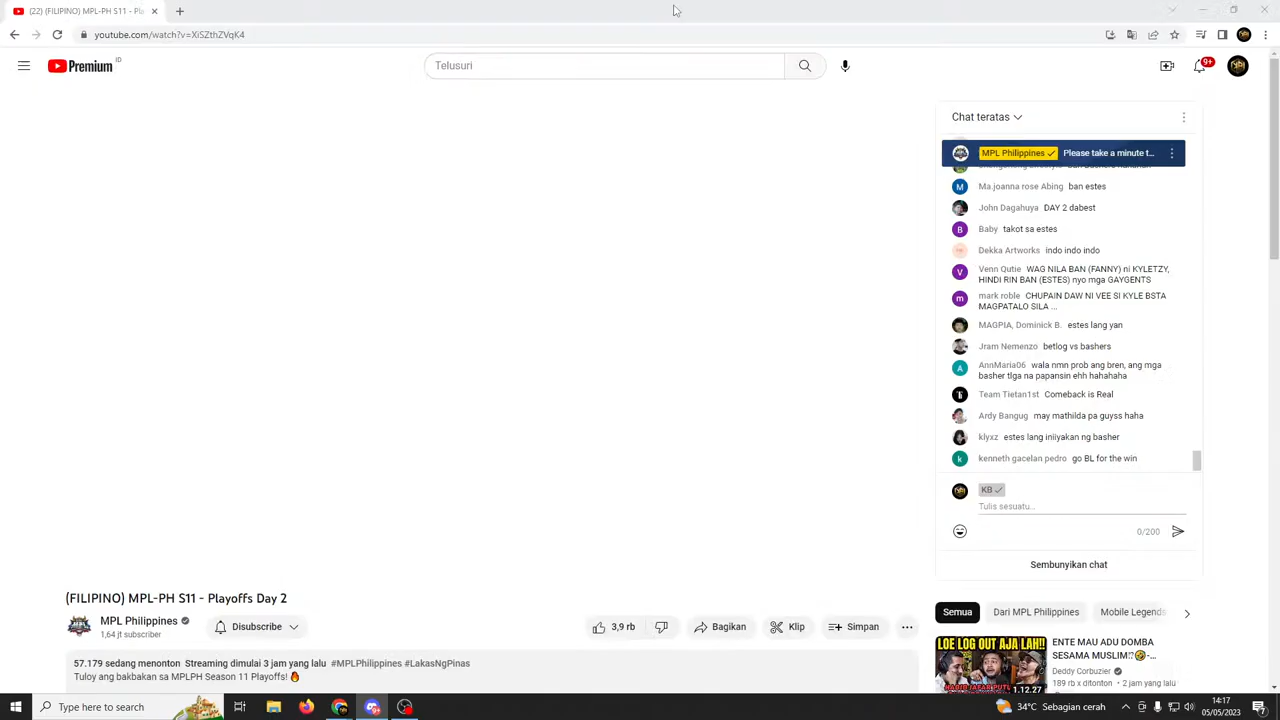 (22) (FILIPINO) MPL-PH S11 - Pla
youtube.com/watch?v=XiSZthZVqK4
Premium
ID
Telusuri
9+
Chat teratas
MPL Philippines Please take a minute t...
Ma.joanna rose Abing ban estes
John Dagahuya DAY 2 dabest
B
Baby takot sa estes
Dekka Artworks indo indo indo
V
Venn Qutie WAG NILA BAN (FANNY) ni KYLETZY,
HINDI RIN BAN (ESTES) nyo mga GAYGENTS
m
mark roble CHUPAIN DAW NI VEE SI KYLE BSTA
MAGPATALO SILA ...
MAGPIA, Dominick B. estes lang yan
Jram Nemenzo betlog vs bashers
A
AnnMaria06 wala nmn prob ang bren, ang mga
basher tlga na papansin ehh hahahaha
Team Tietan1st Comeback is Real
Ardy Bangug may mathilda pa guyss haha
klyxz estes lang iniiyakan ng basher
k
kenneth gacelan pedro go BL for the win
KB
Tulis sesuatu...
0/200
Sembunyikan chat
(FILIPINO) MPL-PH S11 - Playoffs Day 2
MPL Philippines
1,64 jt subscriber
Disubscribe
3,9 rb
Bagikan
Klip
Simpan
57.179 sedang menonton Streaming dimulai 3 jam yang lalu #MPLPhilippines #LakasNgPinas
Tuloy ang bakbakan sa MPLPH Season 11 Playoffs!
Semua
Dari MPL Philippines
Mobile Legends
LOE LOG OUT AJA LAH!!
1.12.27
ENTE MAU ADU DOMBA
SESAMA MUSLIM!?🤣-...
Deddy Corbuzier
189 rb x ditonton • 2 jam yang lalu
Type here to search
34°C Sebagian cerah
14:17
05/05/2023